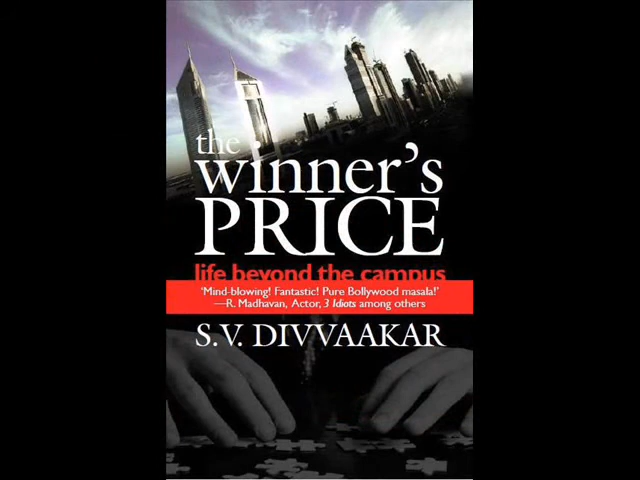 the
winner's
PRICE
life beyond the campus
'Mind-blowing! Fantastic! Pure Bollywood masala!'
—R. Madhavan, Actor, 3 Idiots among others
S.V. DIVVAAKAR